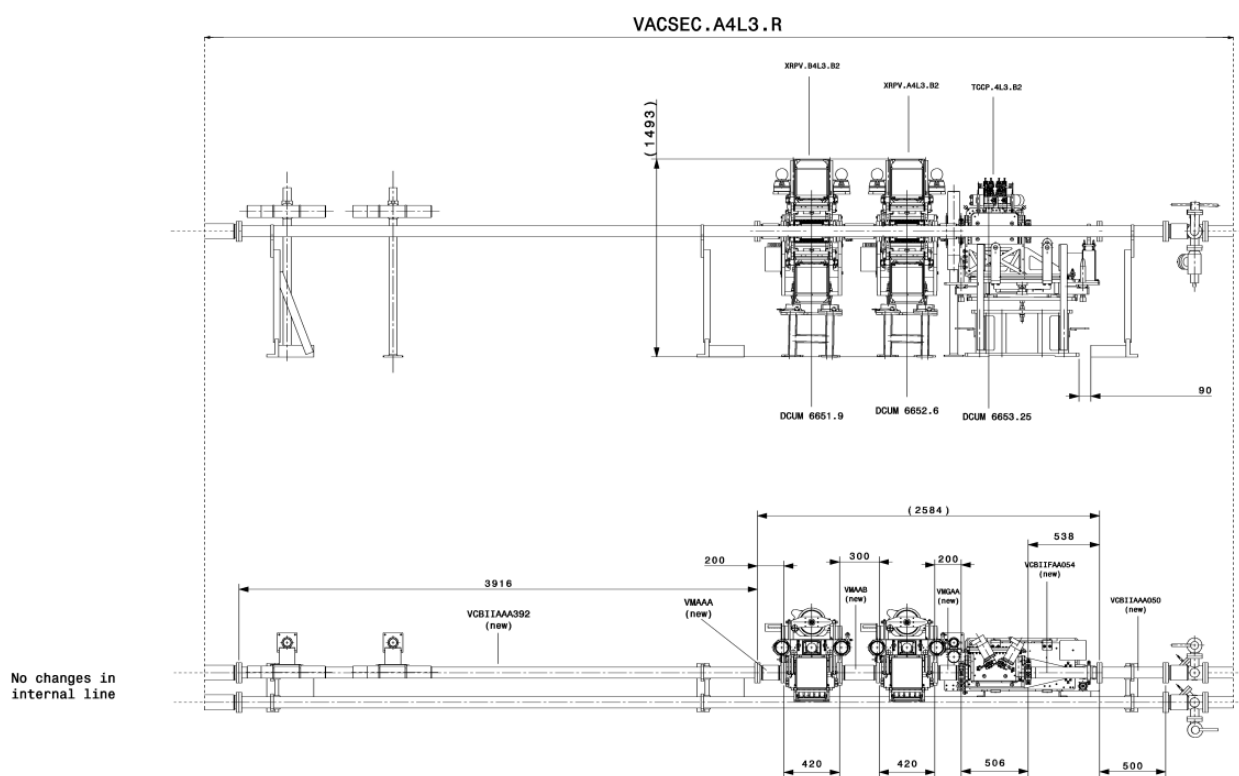 VACSEC.A4L3.R
XRPV.B4L3.B2
XRPV.A4L3.B2
TCCP.4L3.B2
(1493)
90
DCUM 6651.9
DCUM 6652.6
DCUM 6653.25
(2584)
538
200
300
200
3916
VCBIIFAA054
(new)
VMAAB
(new)
VMGAA
(new)
VCBIIAAA050
(new)
VMAAA
(new)
VCBIIAAA392
(new)
No changes in
internal line
420
420
506
500